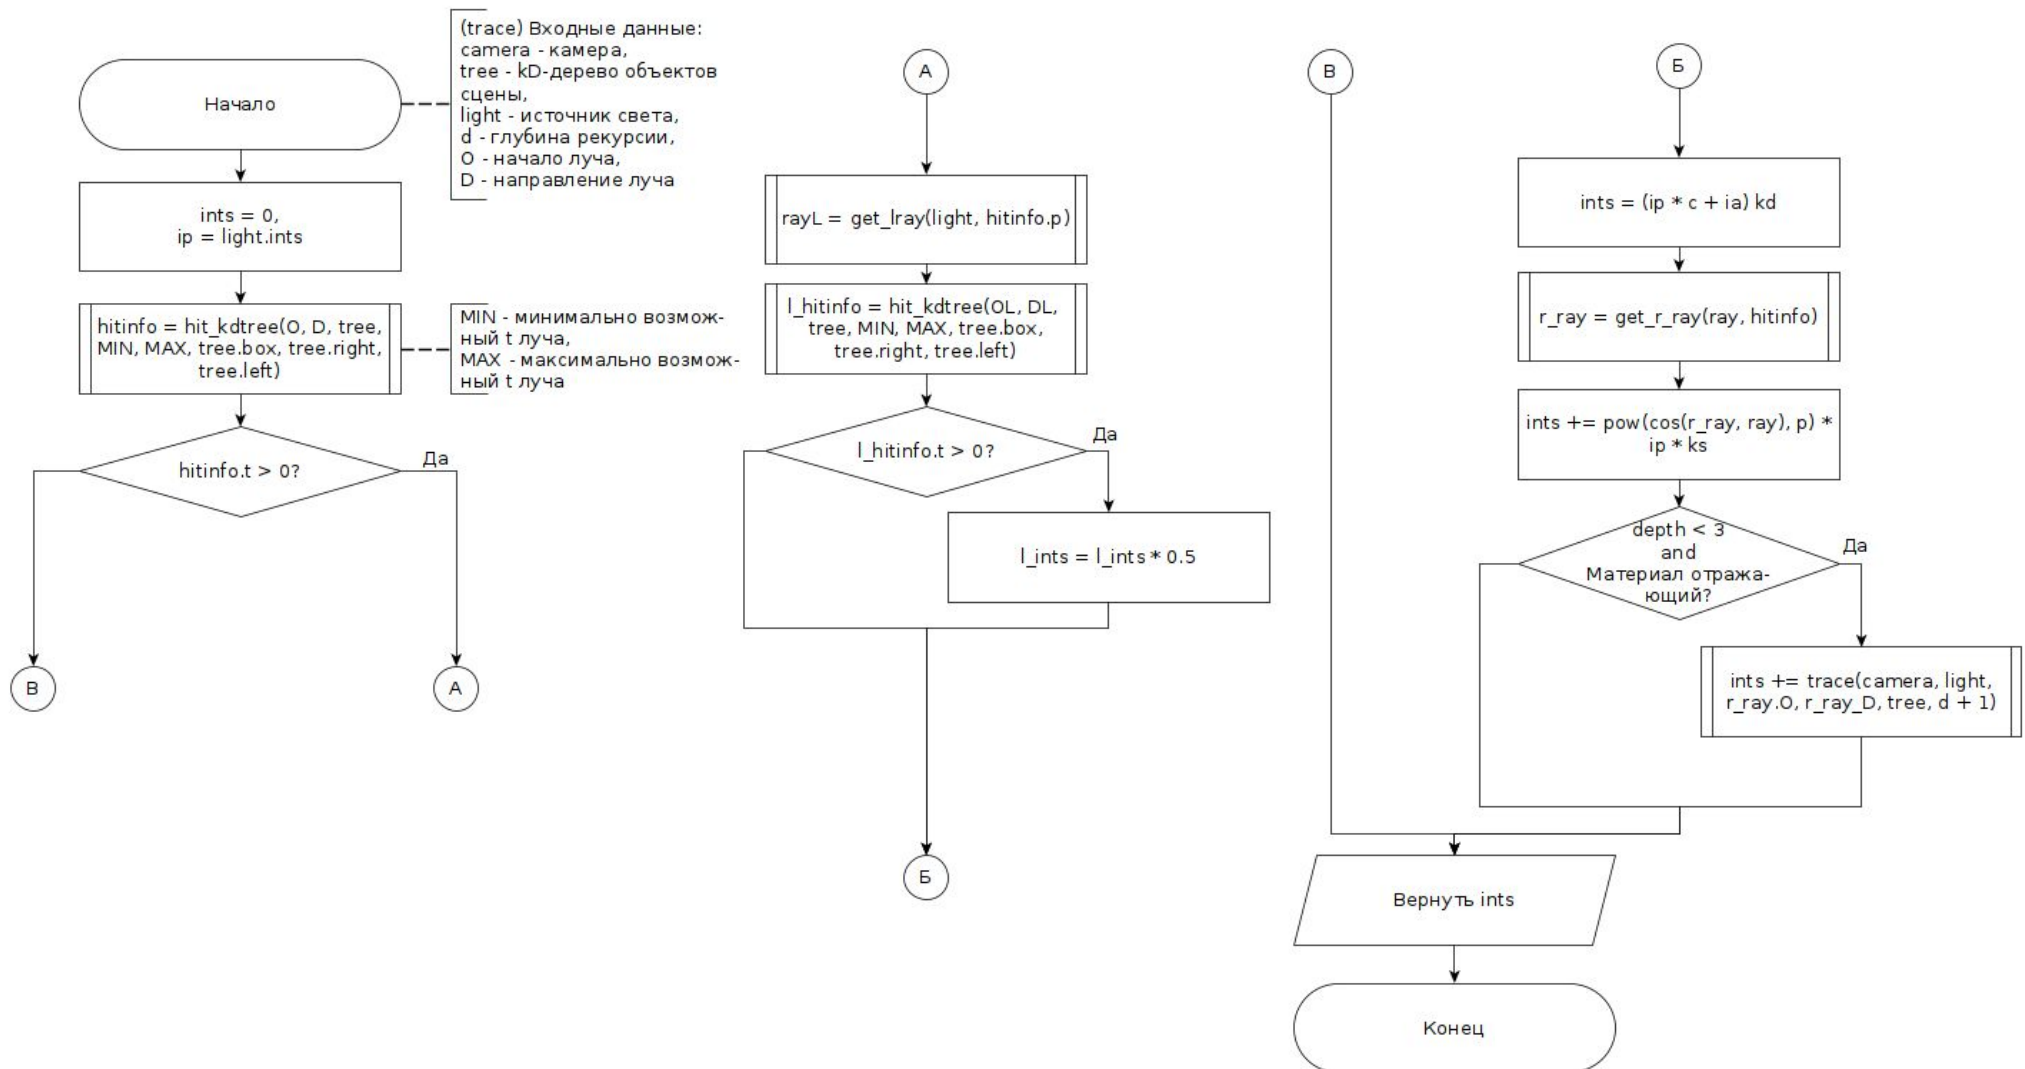 Начало
(trace) Входные данные:
camera - камера,
tree - kD-дерево объектов
сцены,
light - источник света,
d - глубина рекурсии,
O - начало луча,
D - направление луча
ints = 0,
ip = light.ints
hitinfo = hit_kdtree(O, D, tree,
MIN, MAX, tree.box, tree.right,
tree.left)
MIN - минимально возмож-
ный t луча,
MAX - максимально возмож-
ный t луча
hitinfo.t > 0?
Да
В
А
А
rayL = get_lray(light, hitinfo.p)
l_hitinfo = hit_kdtree(OL, DL,
tree, MIN, MAX, tree.box,
tree.right, tree.left)
l_hitinfo.t > 0?
Да
l_ints = l_ints * 0.5
Б
В
Б
ints = (ip * c + ia) kd
r_ray = get_r_ray(ray, hitinfo)
ints += pow(cos(r_ray, ray), p) *
ip * ks
depth < 3
and
Материал отража-
ющий?
Да
ints += trace(camera, light,
r_ray.O, r_ray_D, tree, d + 1)
Вернуть ints
Конец